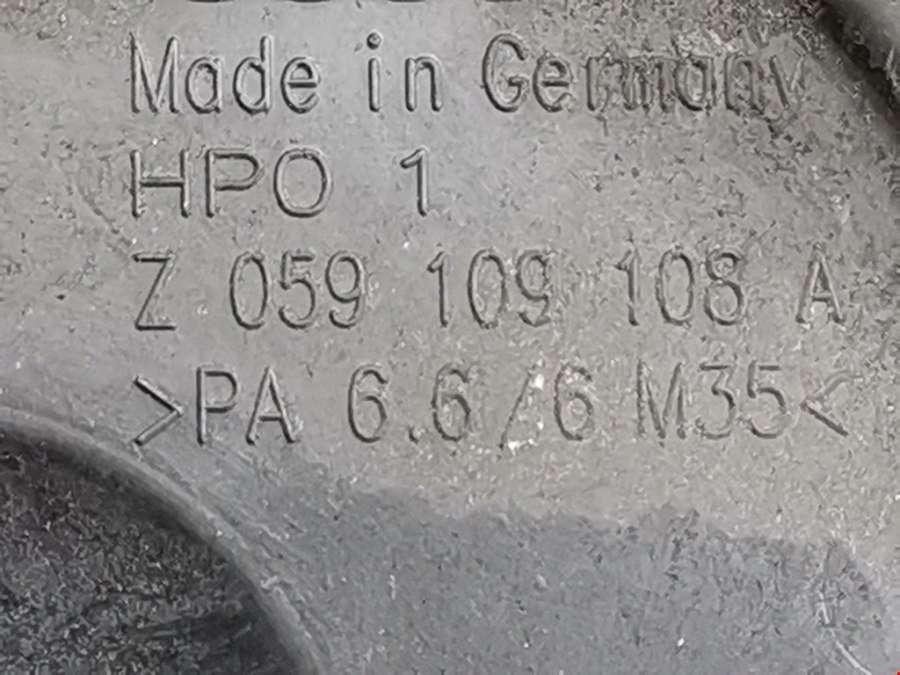 Made in Germany
HPO 1
Z 059 109 108 A
>PA 6.6/6 M35<